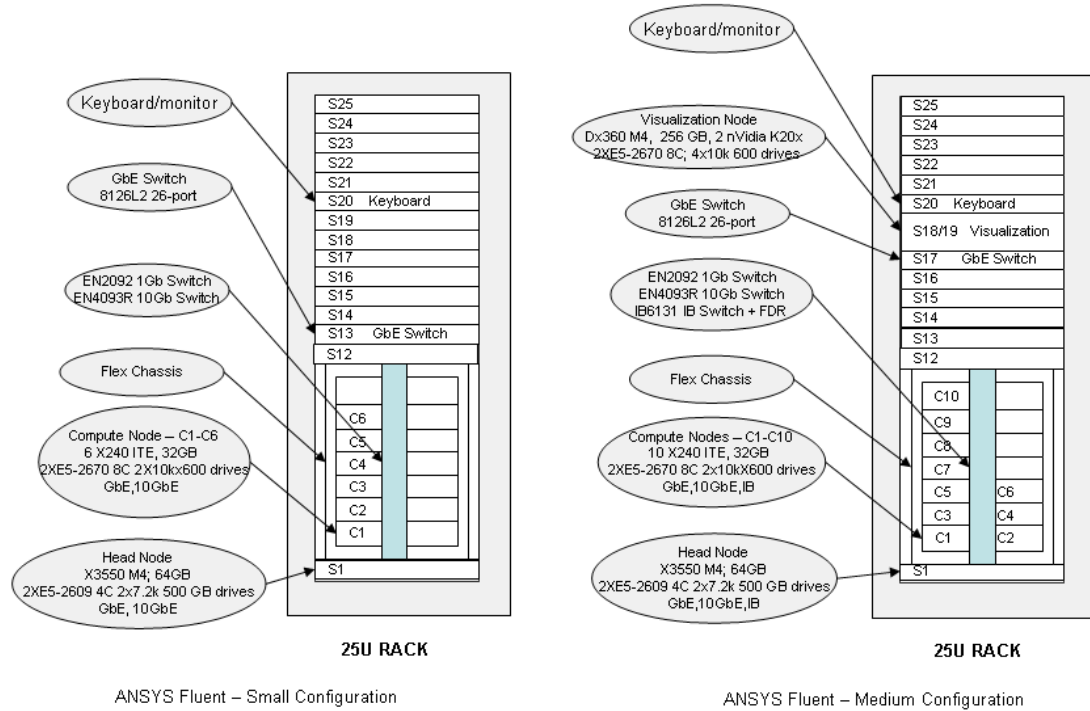 Keyboard/monitor
GbE Switch
8126L2 26-port
EN2092 1Gb Switch
EN4093R 10Gb Switch
Flex Chassis
Compute Node – C1-C6
6 X240 ITE, 32GB
2XE5-2670 8C 2X10kx600 drives
GbE,10GbE
Head Node
X3550 M4; 64GB
2XE5-2609 4C 2x7.2k 500 GB drives
GbE, 10GbE
S25
S24
S23
S22
S21
S20 Keyboard
S19
S18
S17
S16
S15
S14
S13 GbE Switch
S12
C6
C5
C4
C3
C2
C1
S1
25U RACK
ANSYS Fluent – Small Configuration
Keyboard/monitor
Visualization Node
Dx360 M4, 256 GB, 2 nVidia K20x
2XE5-2670 8C; 4x10k 600 drives
GbE Switch
8126L2 26-port
EN2092 1Gb Switch
EN4093R 10Gb Switch
IB6131 IB Switch + FDR
Flex Chassis
Compute Nodes – C1-C10
10 X240 ITE, 32GB
2XE5-2670 8C 2x10kX600 drives
GbE,10GbE,IB
Head Node
X3550 M4; 64GB
2XE5-2609 4C 2x7.2k 500 GB drives
GbE,10GbE,IB
S25
S24
S23
S22
S21
S20 Keyboard
S18/19 Visualization
S17 GbE Switch
S16
S15
S14
S13
S12
C10
C9
C8
C7
C5 C6
C3 C4
C1 C2
S1
25U RACK
ANSYS Fluent – Medium Configuration